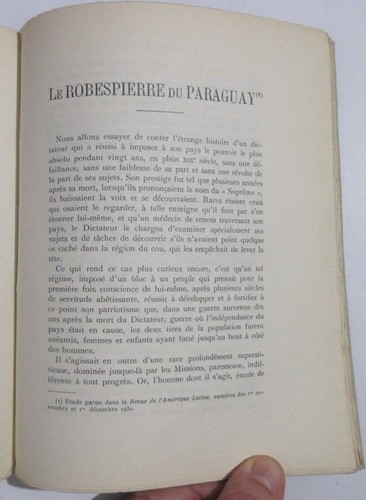 LE ROBESPIERRE DU PARAGUAY(1)
Nous allons essayer de conter l'étrange histoire d'un dic-
tateur qui a réussi à imposer à son pays le pouvoir le plus
absolu pendant vingt ans, en plein XIXe siècle, sans une dé-
faillance, sans une faiblesse de sa part et sans une révolte de
la part de ses sujets. Son prestige fut tel que plusieurs années
après sa mort, lorsqu'ils prononçaient le nom du « Suprême »,
ils baissaient la voix et se découvraient. Rares étaient ceux
qui osaient le regarder, à telle enseigne qu'il finit par s'en
étonner lui-même, et qu'un médecin de renom traversant son
pays, le Dictateur le chargea d'examiner spécialement ses
sujets et de tâcher de découvrir s'ils n'avaient point quelque
os caché dans la région du cou, qui les empêchait de lever
la tête.
Ce qui rend ce cas plus curieux encore, c'est qu'un tel
régime, imposé d'un bloc à un peuple qui prenait pour la
première fois conscience de lui-même, après plusieurs siècles
de servitude abêtissante, réussit à développer et à fortifier à
ce point son patriotisme que, dans une guerre survenue dix
ans après la mort du Dictateur, guerre où l'indépendance du
pays était en cause, les deux tiers de la population furent
anéantis, femmes et enfants ayant lutté jusqu'au bout à côté
des hommes.
Il s'agissait en outre d'une race profondément supersti-
tieuse, dominée jusque-là par les Missions, paresseuse, indif-
férente à tout progrès. Or, l'homme dont il s'agit, émule de
(1) Etude parue dans la Revue de l'Amérique Latine, numéros des 1er no-
vembre et 1er décembre 1930.